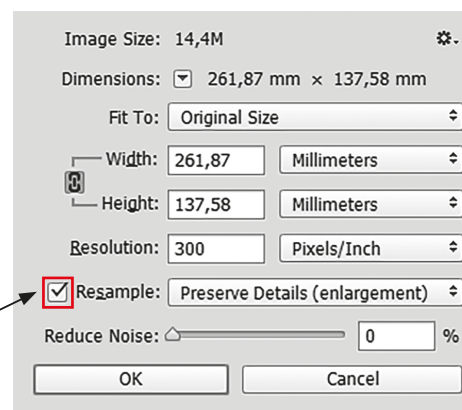 Image Size: 14,4M
Dimensions: 261,87 mm × 137,58 mm
Fit To: Original Size
Width: 261,87 Millimeters
Height: 137,58 Millimeters
Resolution: 300 Pixels/Inch
Resample: Preserve Details (enlargement)
Reduce Noise: 0 %
OK Cancel